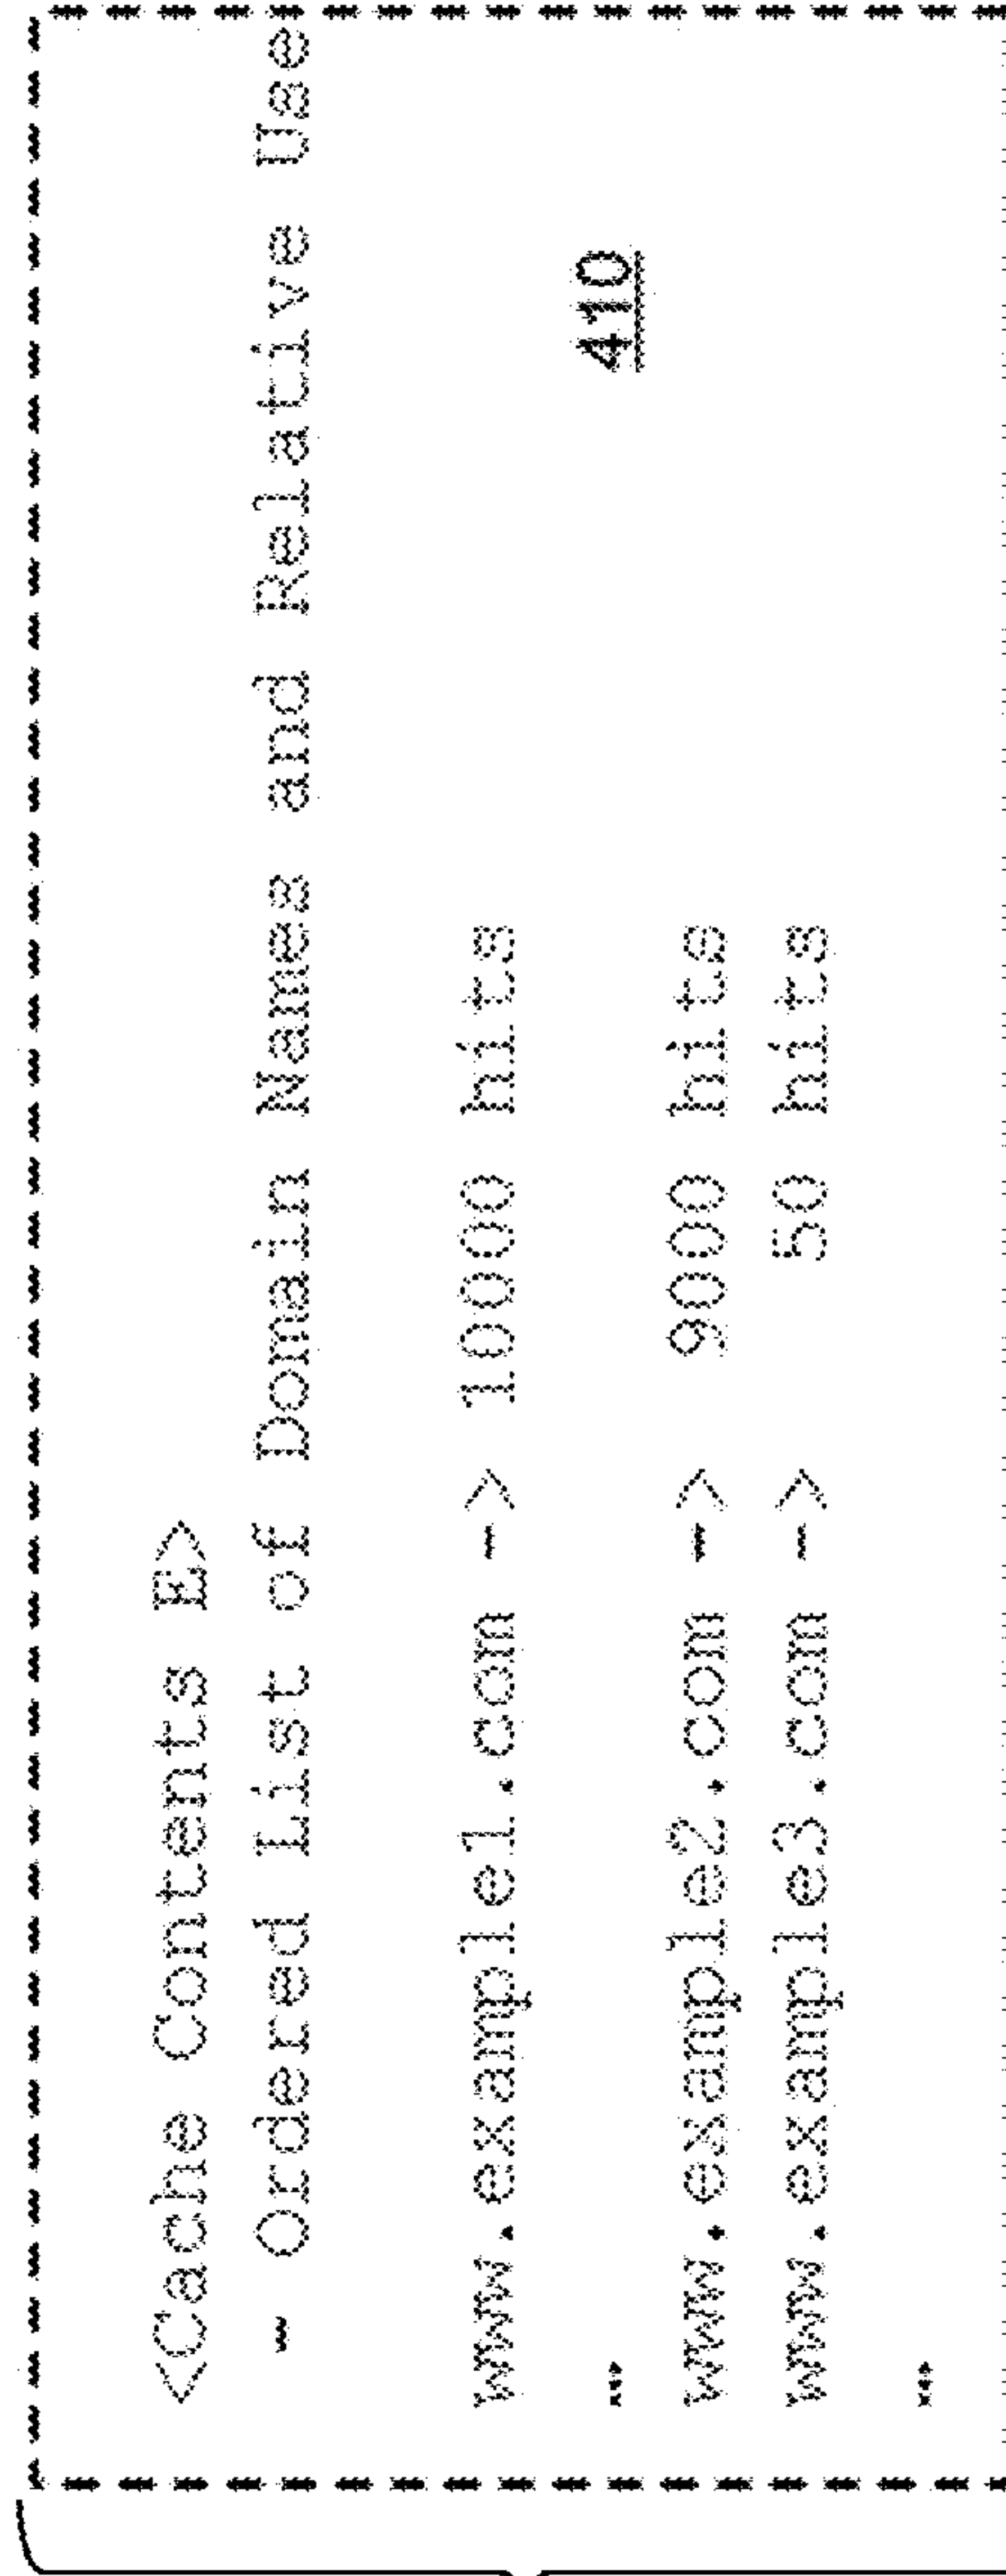 <Cache Contents E>
- Ordered List of Domain Names and Relative Use
www.example1.com -> 10000 hits
410
…
www.example2.com -> 9000 hits
www.example3.com -> 50 hits
…